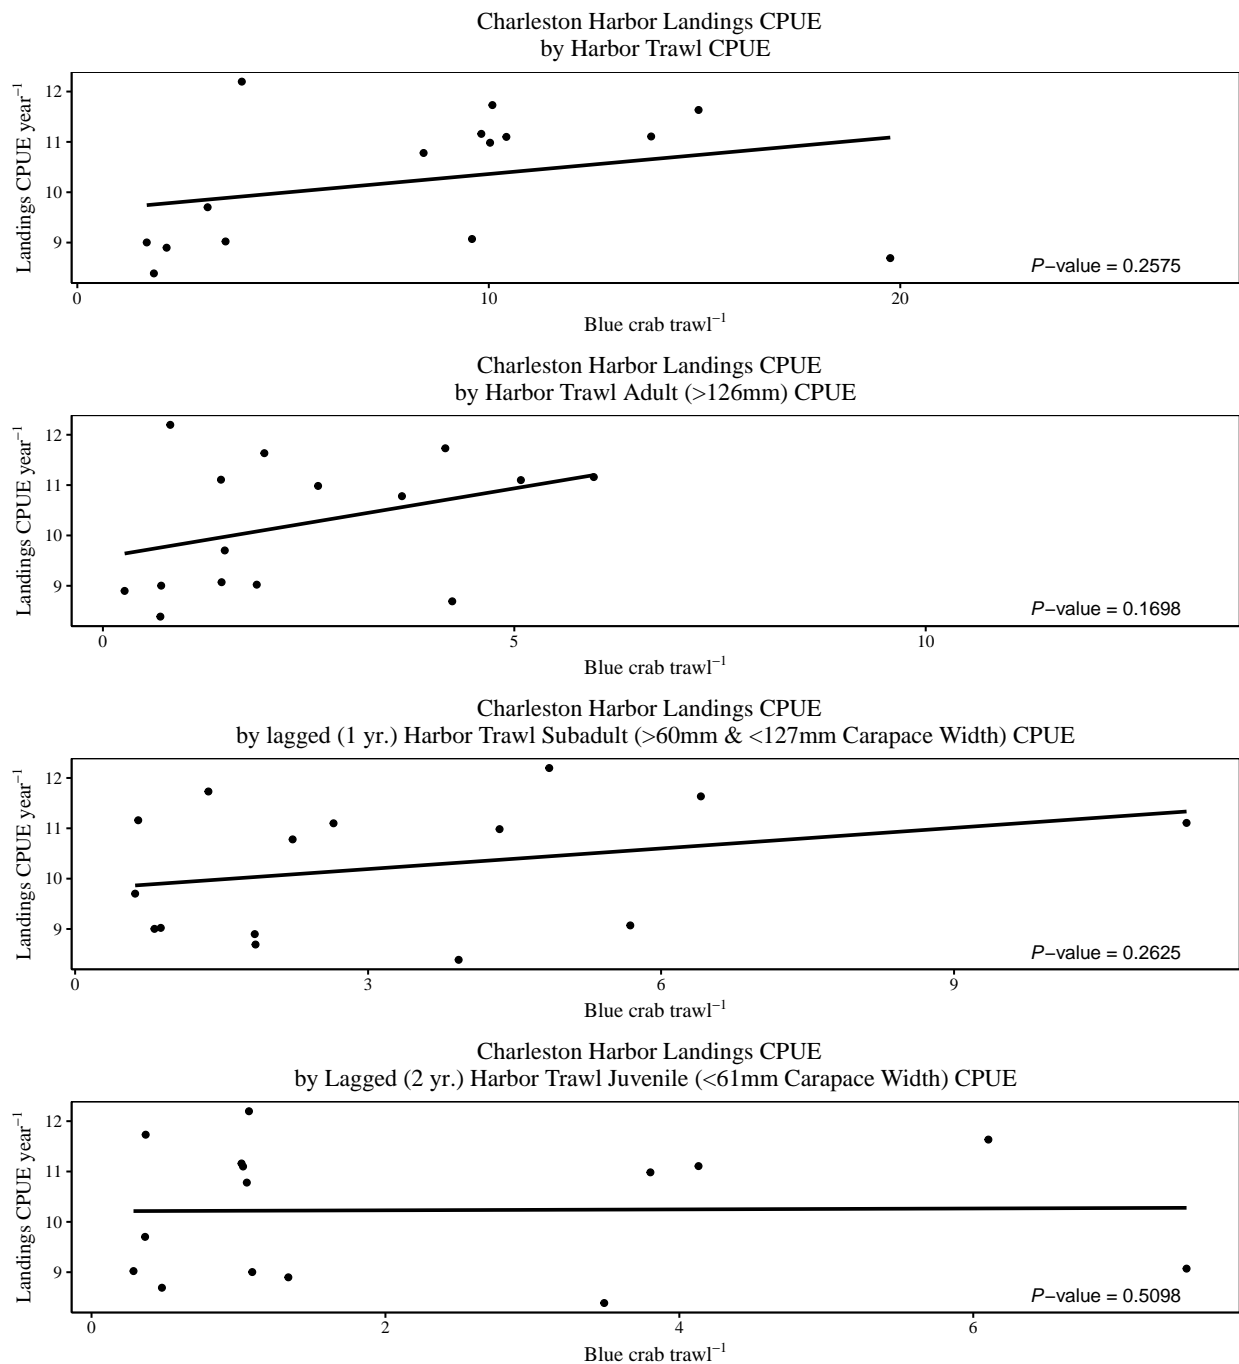 Charleston Harbor Landings CPUE
by Harbor Trawl CPUE
Landings CPUE year⁻¹
12
11
10
9
P−value = 0.2575
0 10 20
Blue crab trawl⁻¹
Charleston Harbor Landings CPUE
by Harbor Trawl Adult (>126mm) CPUE
Landings CPUE year⁻¹
12
11
10
9
P−value = 0.1698
0 5 10
Blue crab trawl⁻¹
Charleston Harbor Landings CPUE
by lagged (1 yr.) Harbor Trawl Subadult (>60mm & <127mm Carapace Width) CPUE
Landings CPUE year⁻¹
12
11
10
9
P−value = 0.2625
0 3 6 9
Blue crab trawl⁻¹
Charleston Harbor Landings CPUE
by Lagged (2 yr.) Harbor Trawl Juvenile (<61mm Carapace Width) CPUE
Landings CPUE year⁻¹
12
11
10
9
P−value = 0.5098
0 2 4 6
Blue crab trawl⁻¹